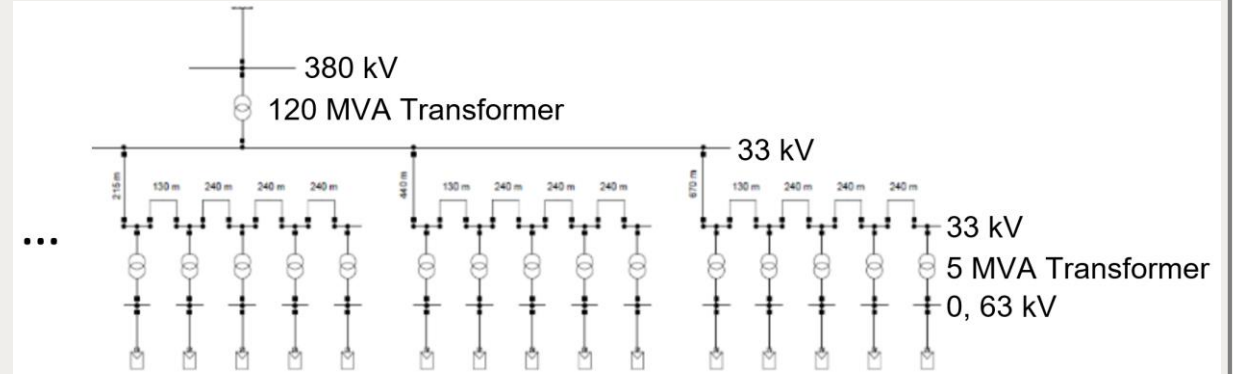 380 kV
120 MVA Transformer
33 kV
215 m
130 m 240 m 240 m 240 m
440 m
130 m 240 m 240 m 240 m
670 m
130 m 240 m 240 m 240 m
...
33 kV
5 MVA Transformer
0, 63 kV